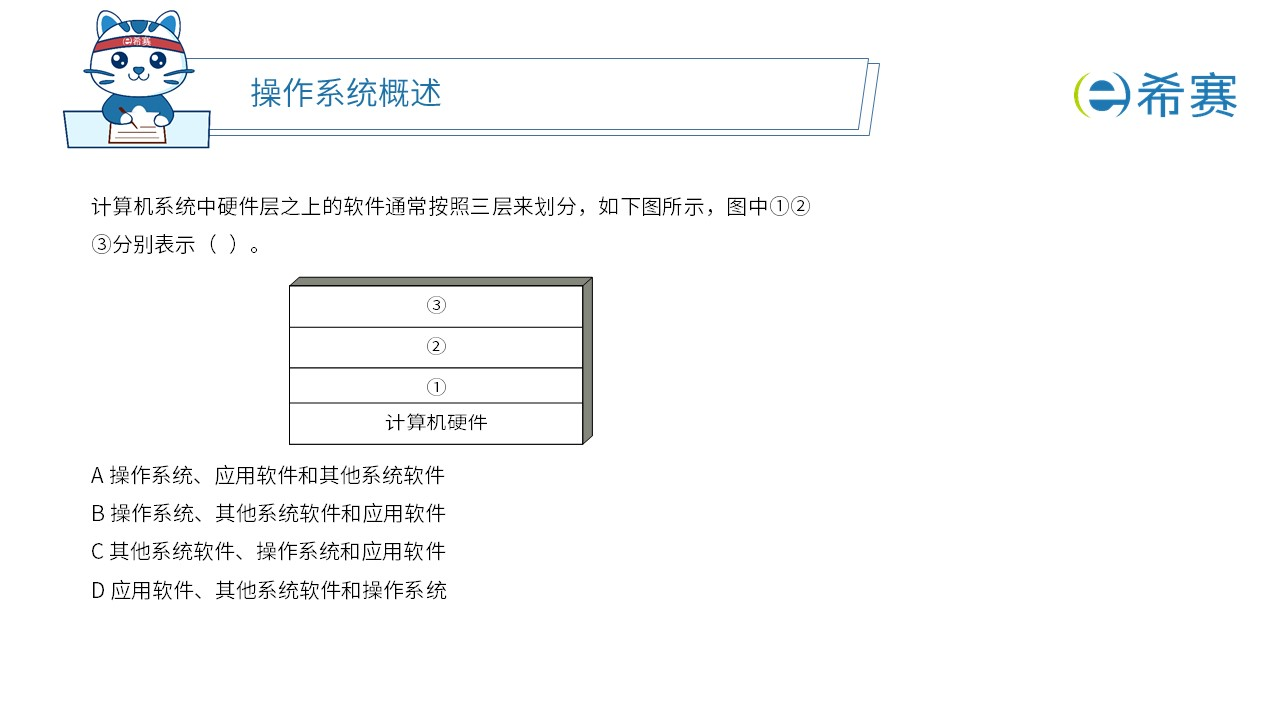 希赛
操作系统概述
希赛
计算机系统中硬件层之上的软件通常按照三层来划分，如下图所示，图中①②
③分别表示（ ）。
③
②
①
计算机硬件
A 操作系统、应用软件和其他系统软件
B 操作系统、其他系统软件和应用软件
C 其他系统软件、操作系统和应用软件
D 应用软件、其他系统软件和操作系统